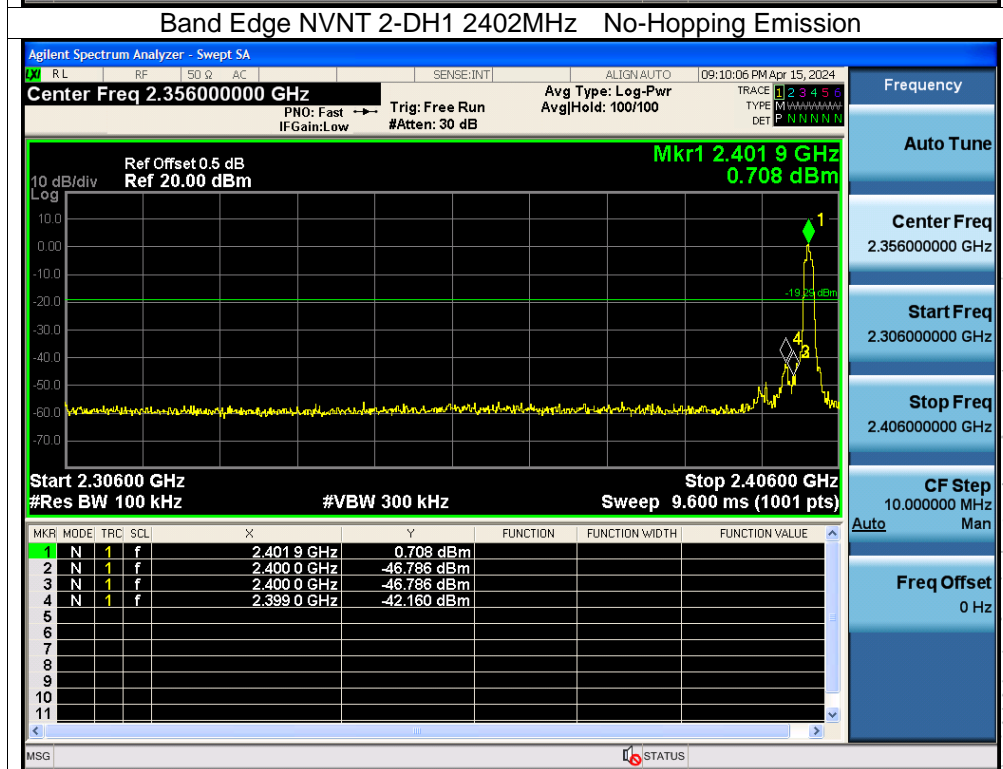 Band Edge NVNT 2-DH1 2402MHz No-Hopping Emission
Agilent Spectrum Analyzer - Swept SA
LXI RL RF 50 Ω AC SENSE:INT ALIGN AUTO 09:10:06 PM Apr 15, 2024
Center Freq 2.356000000 GHz
PNO: Fast
IFGain:Low
Trig: Free Run
#Atten: 30 dB
Avg Type: Log-Pwr
Avg|Hold: 100/100
TRACE 1 2 3 4 5 6
TYPE M
DET P N N N N N
Frequency
Auto Tune
Center Freq
2.356000000 GHz
Start Freq
2.306000000 GHz
Stop Freq
2.406000000 GHz
CF Step
10.000000 MHz
Auto Man
Freq Offset
0 Hz
Mkr1 2.401 9 GHz
0.708 dBm
Ref Offset 0.5 dB
10 dB/div Ref 20.00 dBm
Log
10.0
0.00
-10.0
-20.0
-30.0
-40.0
-50.0
-60.0
-70.0
1
-19.29 dBm
4
3
Start 2.30600 GHz Stop 2.40600 GHz
#Res BW 100 kHz #VBW 300 kHz Sweep 9.600 ms (1001 pts)
MKR MODE TRC SCL X Y FUNCTION FUNCTION WIDTH FUNCTION VALUE
1 N 1 f 2.401 9 GHz 0.708 dBm
2 N 1 f 2.400 0 GHz -46.786 dBm
3 N 1 f 2.400 0 GHz -46.786 dBm
4 N 1 f 2.399 0 GHz -42.160 dBm
5
6
7
8
9
10
11
MSG STATUS